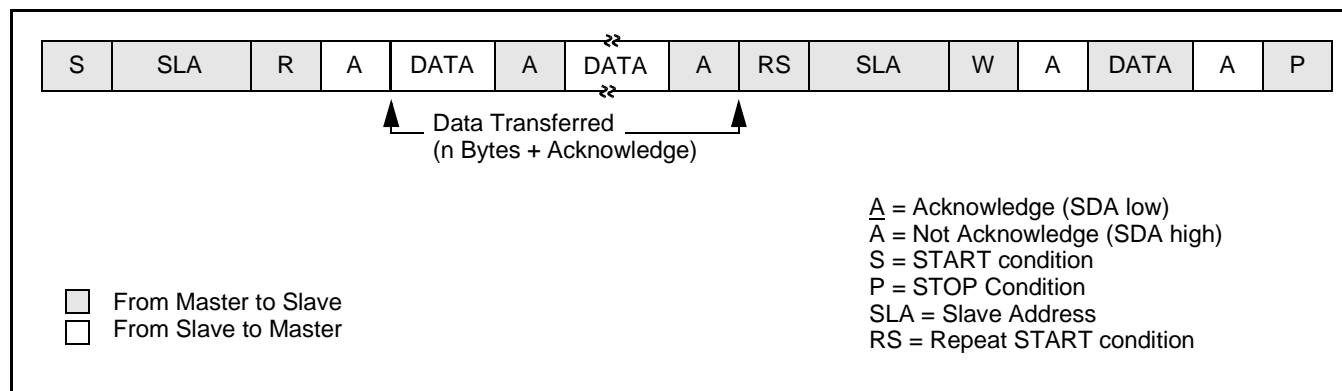 S SLA R A DATA A DATA A RS SLA W A DATA A P
Data Transferred
(n Bytes + Acknowledge)
A = Acknowledge (SDA low)
A̅ = Not Acknowledge (SDA high)
S = START condition
P = STOP Condition
SLA = Slave Address
RS = Repeat START condition
From Master to Slave
From Slave to Master